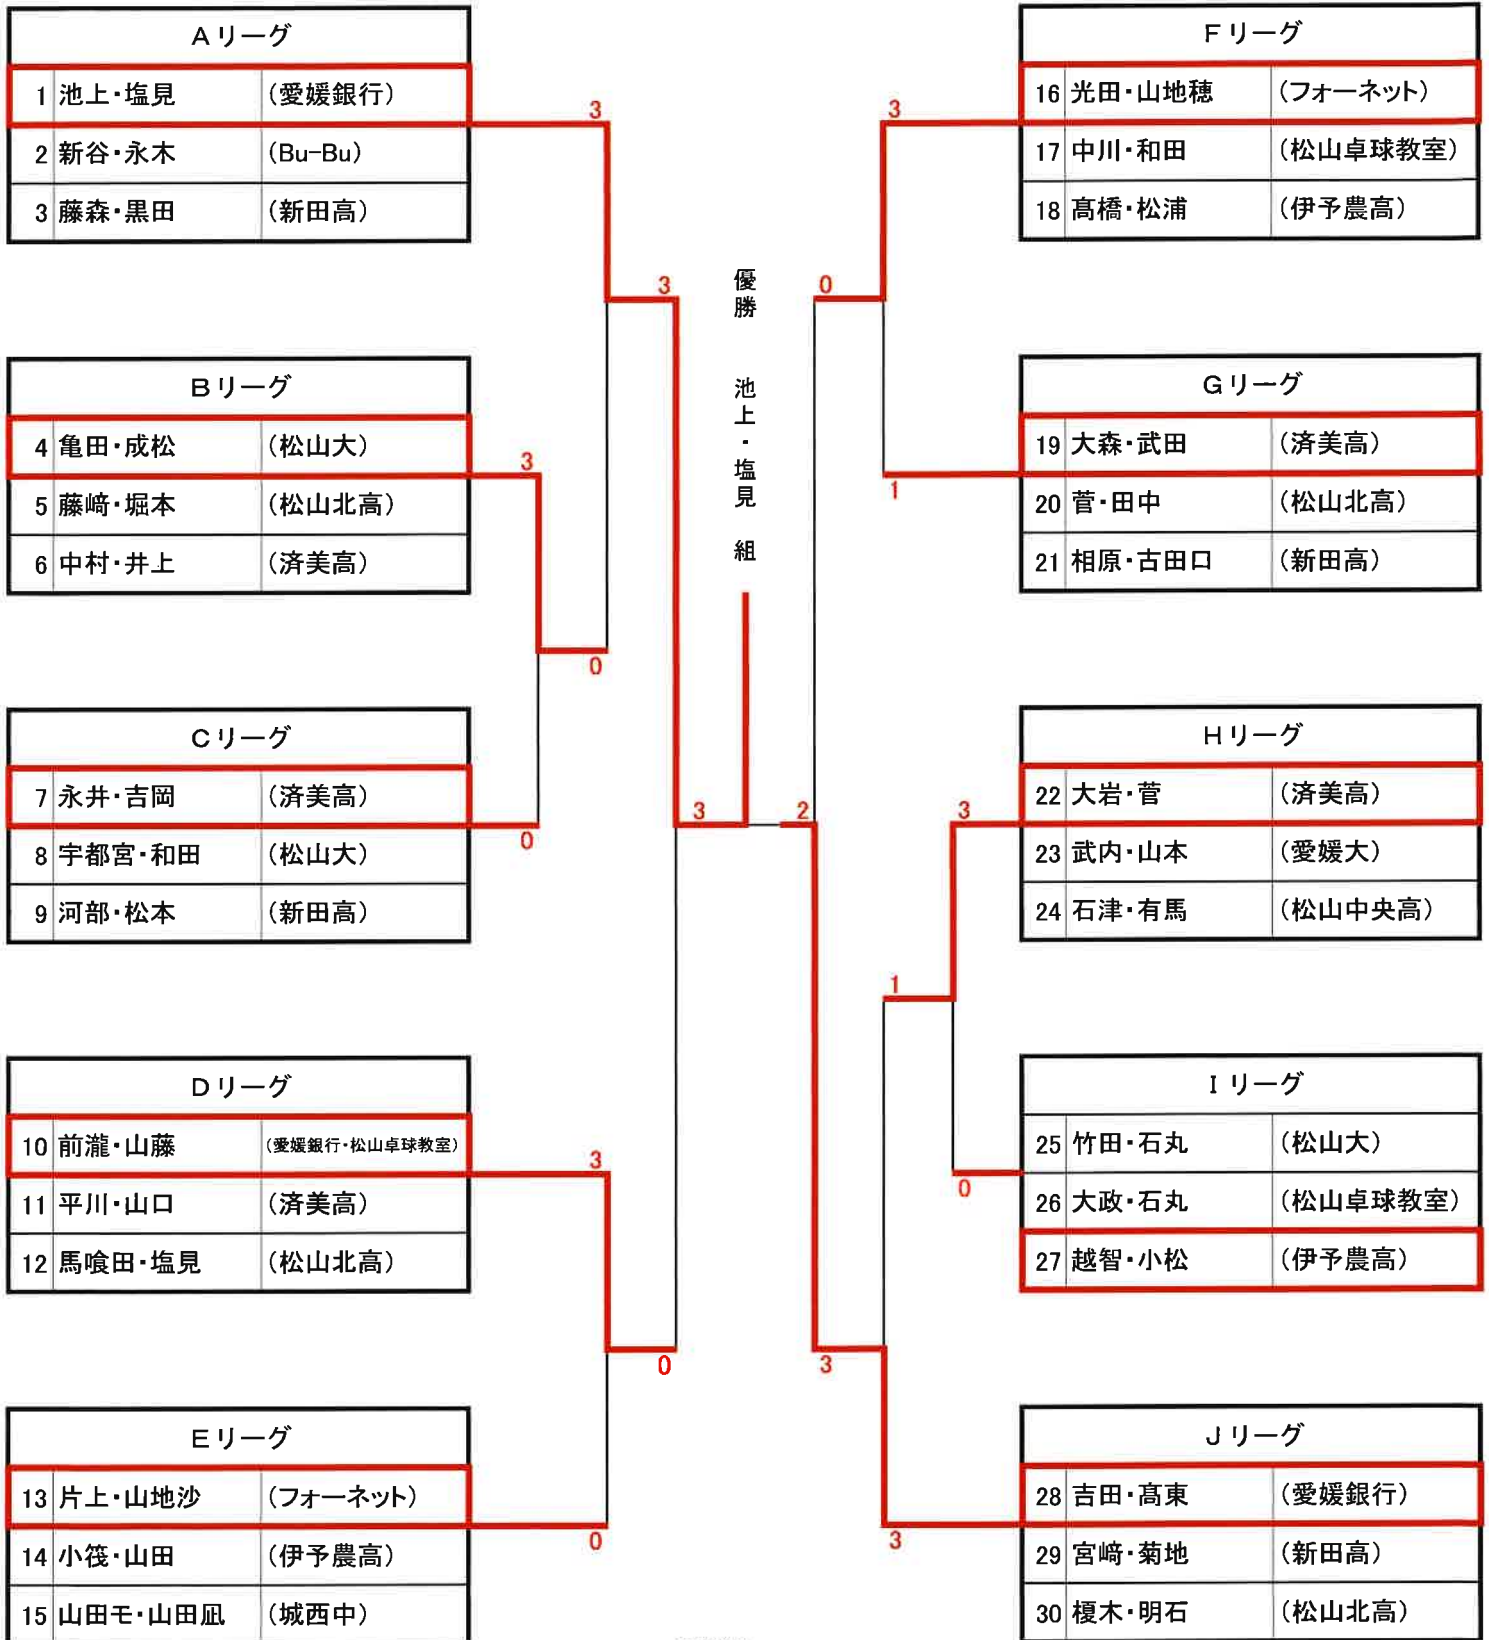 Aリーグ
1 池上・塩見 (愛媛銀行)
2 新谷・永木 (Bu-Bu)
3 藤森・黒田 (新田高)
Bリーグ
4 亀田・成松 (松山大)
5 藤﨑・堀本 (松山北高)
6 中村・井上 (済美高)
Cリーグ
7 永井・吉岡 (済美高)
8 宇都宮・和田 (松山大)
9 河部・松本 (新田高)
Dリーグ
10 前瀧・山藤 (愛媛銀行・松山卓球教室)
11 平川・山口 (済美高)
12 馬喰田・塩見 (松山北高)
Eリーグ
13 片上・山地沙 (フォーネット)
14 小筏・山田 (伊予農高)
15 山田モ・山田凪 (城西中)
3
3
3
0
0
3
0
3
0
優勝 池上・塩見 組
3
2
0
3
1
3
1
0
3
3
Fリーグ
16 光田・山地穂 (フォーネット)
17 中川・和田 (松山卓球教室)
18 髙橋・松浦 (伊予農高)
Gリーグ
19 大森・武田 (済美高)
20 菅・田中 (松山北高)
21 相原・古田口 (新田高)
Hリーグ
22 大岩・菅 (済美高)
23 武内・山本 (愛媛大)
24 石津・有馬 (松山中央高)
Iリーグ
25 竹田・石丸 (松山大)
26 大政・石丸 (松山卓球教室)
27 越智・小松 (伊予農高)
Jリーグ
28 吉田・髙東 (愛媛銀行)
29 宮﨑・菊地 (新田高)
30 榎木・明石 (松山北高)